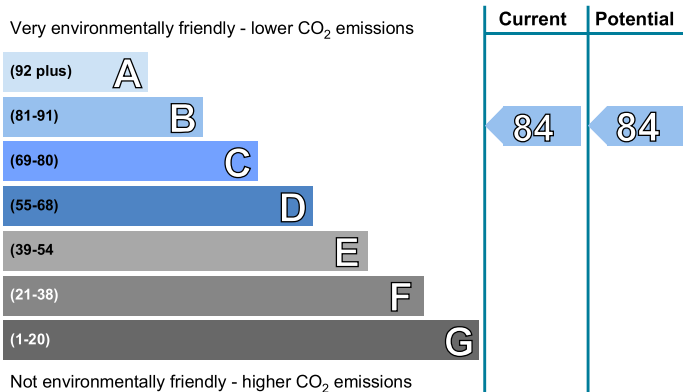 Very environmentally friendly - lower CO₂ emissions
Current
Potential
(92 plus) A
(81-91) B
84
84
(69-80) C
(55-68) D
(39-54 E
(21-38) F
(1-20) G
Not environmentally friendly - higher CO₂ emissions